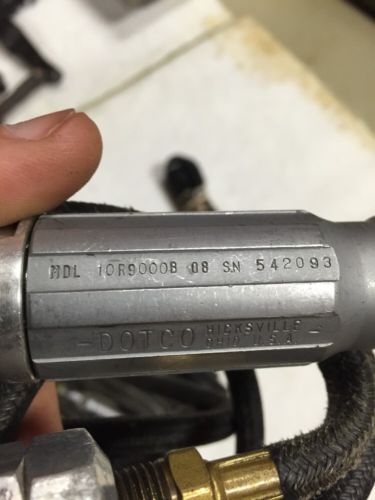 MDL 10R9000B 08 SN 542093
-DOTCO HICKSVILLE -
OHIO U.S.A